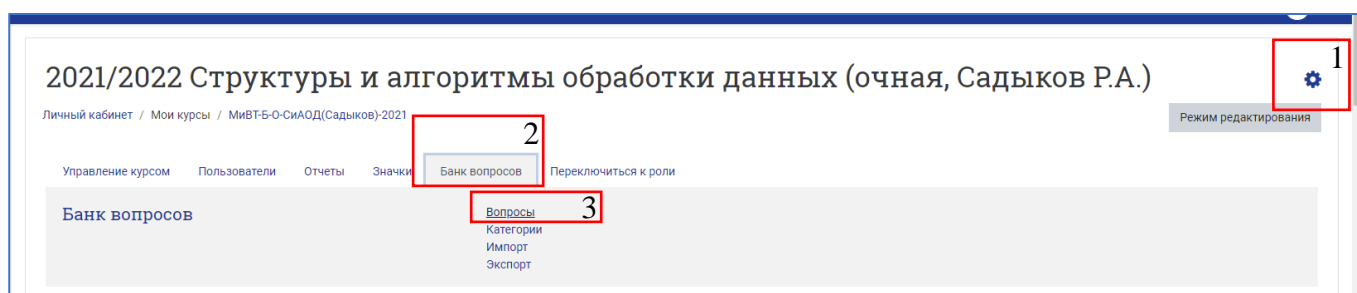 1
2021/2022 Структуры и алгоритмы обработки данных (очная, Садыков Р.А.)
Личный кабинет / Мои курсы / МиВТ-Б-О-СиАОД(Садыков)-2021
Режим редактирования
2
Управление курсом Пользователи Отчеты Значки Банк вопросов Переключиться к роли
Банк вопросов
Вопросы 3
Категории
Импорт
Экспорт